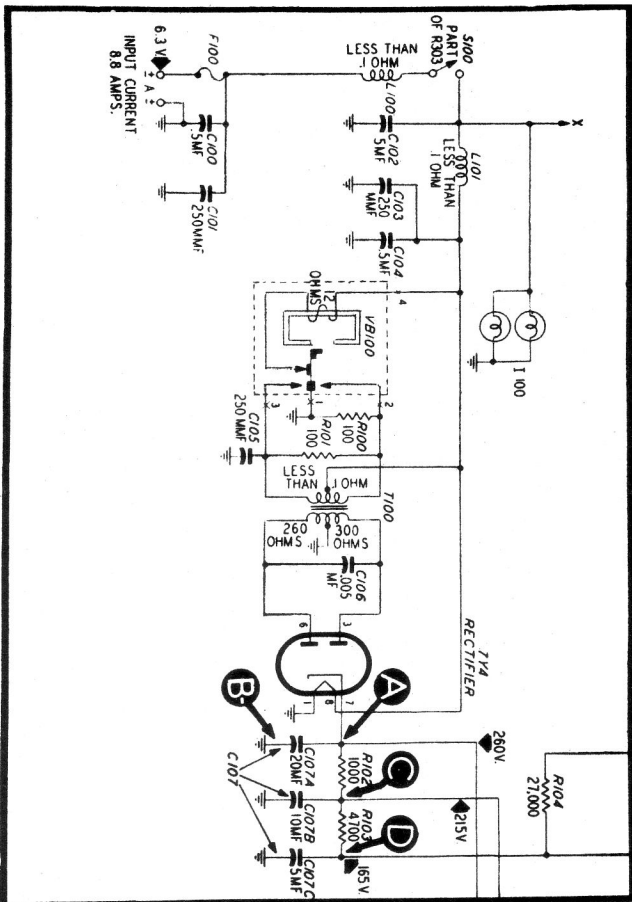 S100
PART
OF R303
LESS THAN
.1 OHM
L100
F100
6.3 V.
± A ±
INPUT CURRENT
8.8 AMPS.
C100
.5MF
C101
250MMF
C102
.5MF
C103
250
MMF
C104
.5MF
X
L101
LESS THAN
.1 OHM
I 100
4
2
OHMS
VB100
3
1
2
C105
250 MMF
R101
100
R100
100
LESS
THAN
.1 OHM
T100
260
OHMS
300
OHMS
C106
.005
MF
6
3
7Y4
RECTIFIER
1
8
7
A
B-
C107
C107A
20MF
R102
1000
260V.
C
C107B
10MF
R103
4700
215V.
D
C107C
5MF
165V.
R104
27,000